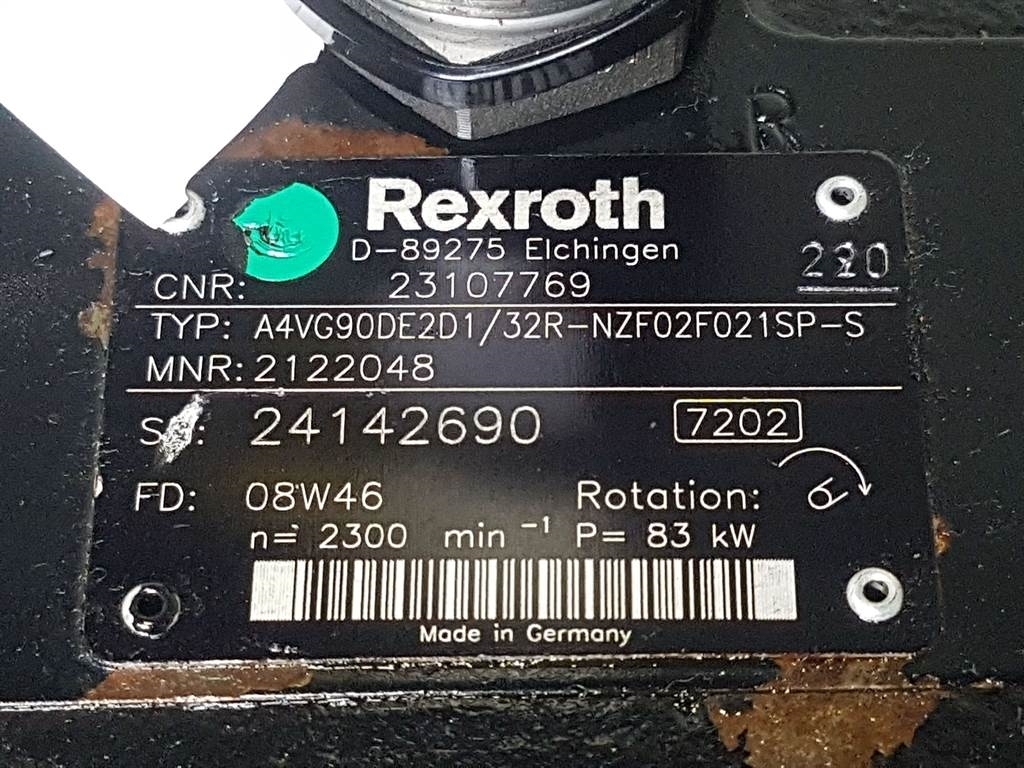 R
Rexroth
D-89275 Elchingen
CNR: 23107769
TYP: A4VG90DE2D1/32R-NZF02F021SP-S
MNR: 2122048
24142690 7202
FD: 08W46 Rotation:
n= 2300 min⁻¹ P= 83 kW
Made in Germany